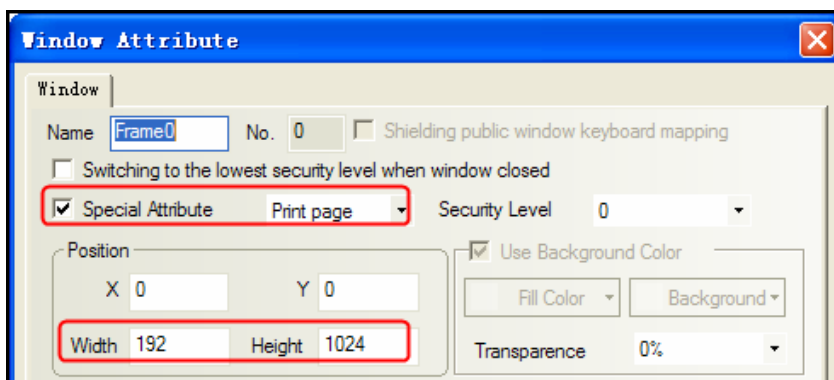 Window Attribute
Window
Name Frame0 No. 0 Shielding public window keyboard mapping
Switching to the lowest security level when window closed
Special Attribute Print page Security Level 0
Position Use Background Color
X 0 Y 0 Fill Color Background
Width 192 Height 1024 Transparence 0%